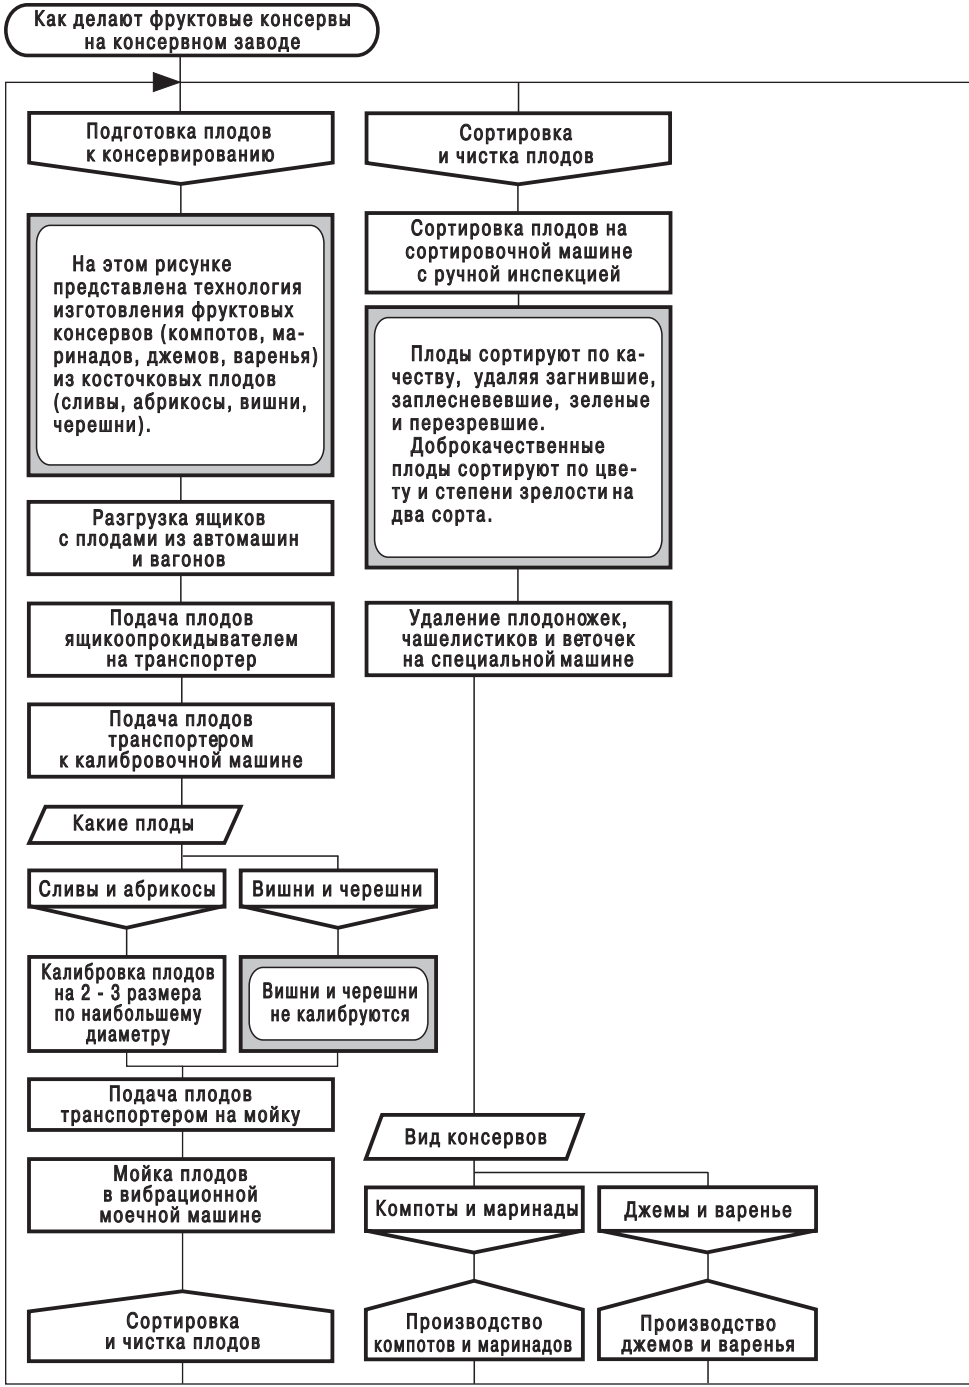 Как делают фруктовые консервы
на консервном заводе
Подготовка плодов
к консервированию
На этом рисунке
представлена технология
изготовления фруктовых
консервов (компотов, ма-
ринадов, джемов, варенья)
из косточковых плодов
(сливы, абрикосы, вишни,
черешни).
Разгрузка ящиков
с плодами из автомашин
и вагонов
Подача плодов
ящикоопрокидывателем
на транспортер
Подача плодов
транспортером
к калибровочной машине
Какие плоды
Сливы и абрикосы
Калибровка плодов
на 2 - 3 размера
по наибольшему
диаметру
Вишни и черешни
Вишни и черешни
не калибруются
Подача плодов
транспортером на мойку
Мойка плодов
в вибрационной
моечной машине
Сортировка
и чистка плодов
Сортировка
и чистка плодов
Сортировка плодов на
сортировочной машине
с ручной инспекцией
Плоды сортируют по ка-
честву, удаляя загнившие,
заплесневевшие, зеленые
и перезревшие.
Доброкачественные
плоды сортируют по цве-
ту и степени зрелости на
два сорта.
Удаление плодоножек,
чашелистиков и веточек
на специальной машине
Вид консервов
Компоты и маринады
Производство
компотов и маринадов
Джемы и варенье
Производство
джемов и варенья